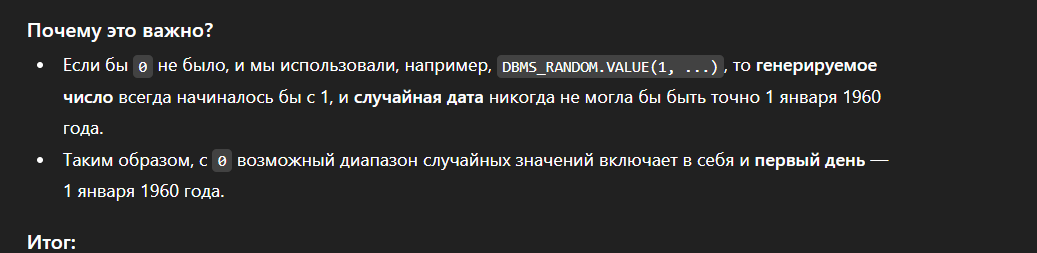 Почему это важно?
• Если бы 0 не было, и мы использовали, например, DBMS_RANDOM.VALUE(1, ...), то генерируемое
число всегда начиналось бы с 1, и случайная дата никогда не могла бы быть точно 1 января 1960
года.
• Таким образом, с 0 возможный диапазон случайных значений включает в себя и первый день —
1 января 1960 года.
Итог: